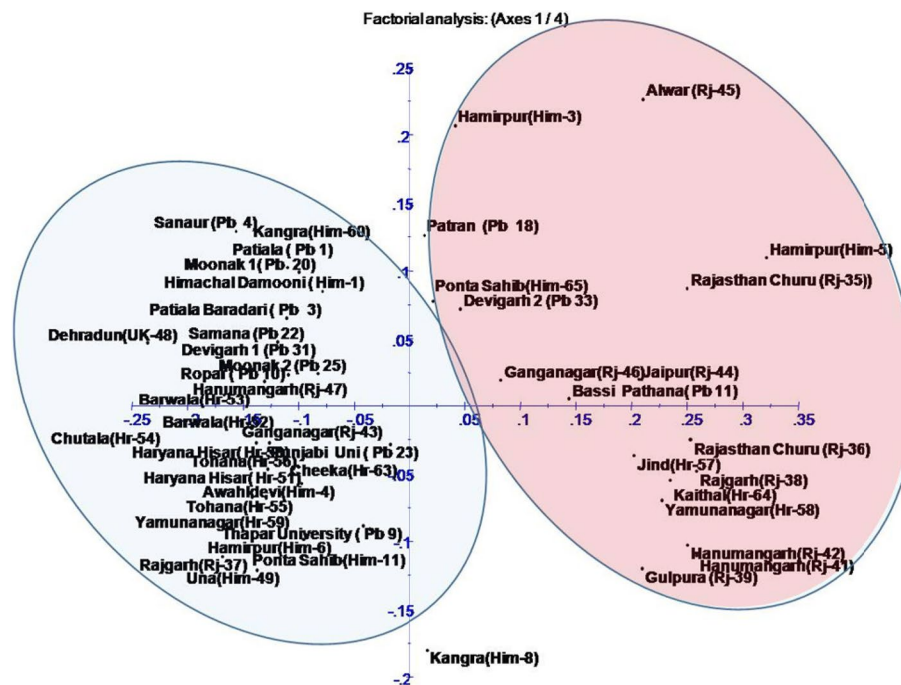 Factorial analysis: (Axes 1 / 4)
.25
Alwar (Rj-45)
Hamirpur(Him-3)
.2
.15
Sanaur (Pb 4)
Kangra(Him-60)
Patran (Pb 18)
Patiala ( Pb 1)
Hamirpur(Him-5)
Moonak 1(Pb 20)
.1
Himachal Damooni ( Him-1)
Ponta Sahib(Him-65)
Rajasthan Churu (Rj-35))
Devigarh 2 (Pb 33)
Patiala Baradari ( Pb 3)
Dehradun(UK-48)
Samana (Pb 22)
.05
Devigarh 1 (Pb 31)
Moonak 2 (Pb 25)
Ropar ( Pb 10)
Ganganagar(Rj-46)
Jaipur(Rj-44)
Hanumangarh(Rj-47)
Bassi Pathana( Pb 11)
Barwala(Hr-53)
-.25 -.2 -.15 -.1 -.05 .05 .1 .15 .2 .25 .3 .35
Barwala(Hr-52)
Chutala(Hr-54)
Ganganagar(Rj-43)
Haryana Hisar(Hr-
Punjabi Uni ( Pb 23)
Rajasthan Churu (Rj-36)
Tohana(Hr-56)
Cheeka(Hr-63)
Jind(Hr-57)
-.05
Haryana Hisar(Hr-51)
Rajgarh(Rj-38)
Awahidevi(Him-4)
Kaithal(Hr-64)
Tohana(Hr-55)
Yamunanagar(Hr-58)
Yamunanagar(Hr-59)
Thapar University ( Pb 9)
-.1
Hamirpur(Him-6)
Hanumangarh(Rj-42)
Rajgarh(Rj-37)
Ponta Sahib(Him-11)
Hanumangarh(Rj-41)
Una(Him-49)
Gulpura (Rj-39)
-.15
Kangra(Him-8)
-.2